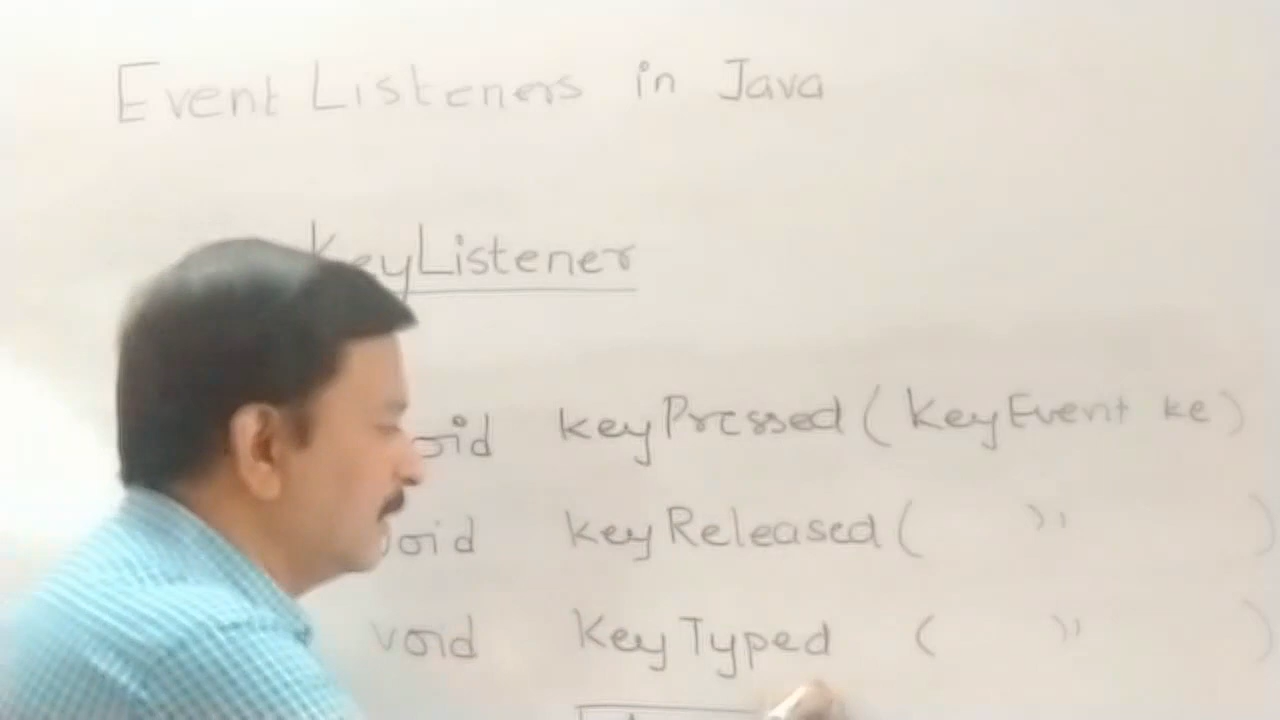 Event Listeners in Java
KeyListener
void keyPressed ( KeyEvent ke )
void keyReleased ( " )
void KeyTyped ( " )